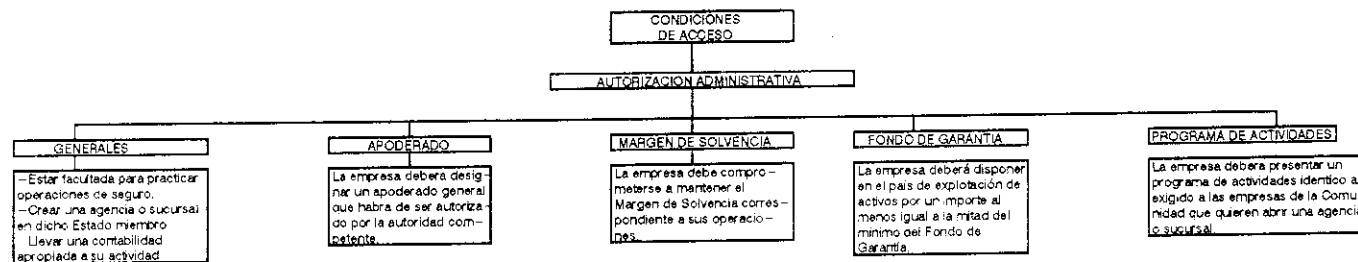 CONDICIONES
DE ACCESO
AUTORIZACION ADMINISTRATIVA
GENERALES
—Estar facultada para practicar
operaciones de seguro.
—Crear una agencia o sucursal
en dicho Estado miembro
Llevar una contabilidad
apropiada a su actividad
APODERADO
La empresa debera desig—
nar un apoderado general
que habra de ser autoriza—
do por la autoridad com—
petente.
MARGEN DE SOLVENCIA
La empresa debe compro—
meterse a mantener el
Margen de Solvencia corres—
pondiente a sus operacio—
nes.
FONDO DE GARANTIA
La empresa deberá disponer
en el pais de explotación de
activos por un importe al
menos igual a la mitad del
minimo del Fondo de
Garantía.
PROGRAMA DE ACTIVIDADES
La empresa debera presentar un
programa de actividades identico a
exigido a las empresas de la Comu
nidad que quieren abrir una agencia
o sucursal.